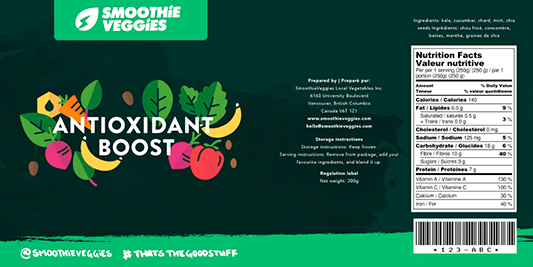 SMOOTHiE
VEGGiES
ANTIOXIDANT
BOOST
@SMOOTHIEVEGGIES #THATSTHEGOODSTUFF
Prepared by | Préparé par:
SmoothieVeggies Local Vegetables Inc
6163 University Boulevard
Vancouver, British Columbia
Canada V6T 1Z1
www.smoothieveggies.com
hello@smoothieveggies.com
Storage instructions
Storage instructions: Keep frozen.
Serving instructions: Remove from package, add your
favourite ingredients, and blend it up.
Regulation label
Net weight: 200g
Ingredients: kale, cucumber, chard, mint, chia
seeds Ingrédients: chou frisé, concombre,
battes, menthe, graines de chia
Nutrition Facts
Valeur nutritive
Per per 1 serving (250g) (250 g) / par 1
portion (250g) (250 g)
Amount % Daily Value
Teneur % valeur quotidienne
Calories / Calories 140
Fat / Lipides 6.0 g 9 %
Saturated / saturés 0.5 g
+ Trans / trans 0.0 g 3 %
Cholesterol / Cholestérol 0 mg
Sodium / Sodium 125 mg 5 %
Carbohydrate / Glucides 18 g 6 %
Fibre / Fibres 10 g 40 %
Sugars / Sucres 3 g
Protein / Protéines 7 g
Vitamin A / Vitamine A 130 %
Vitamin C / Vitamine C 100 %
Calcium / Calcium 30 %
Iron / Fer 40 %
*123-ABC*